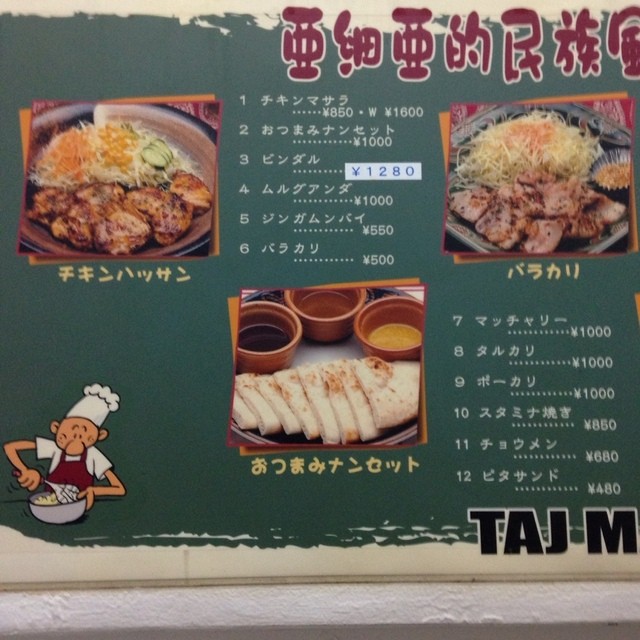 亜細亜的民族風
1 チキンマサラ
……¥850・W ¥1600
2 おつまみナンセット
…………¥1000
3 ビンダル
………… ¥1280
4 ムルグアンダ
…………¥1000
5 ジンガムンバイ
………… ¥550
6 バラカリ
………… ¥500
チキンハッサン
バラカリ
おつまみナンセット
7 マッチャリー
…………¥1000
8 タルカリ
…………¥1000
9 ポーカリ
…………¥1000
10 スタミナ焼き
………… ¥850
11 チョウメン
………… ¥680
12 ピタサンド
………… ¥480
TAJ M